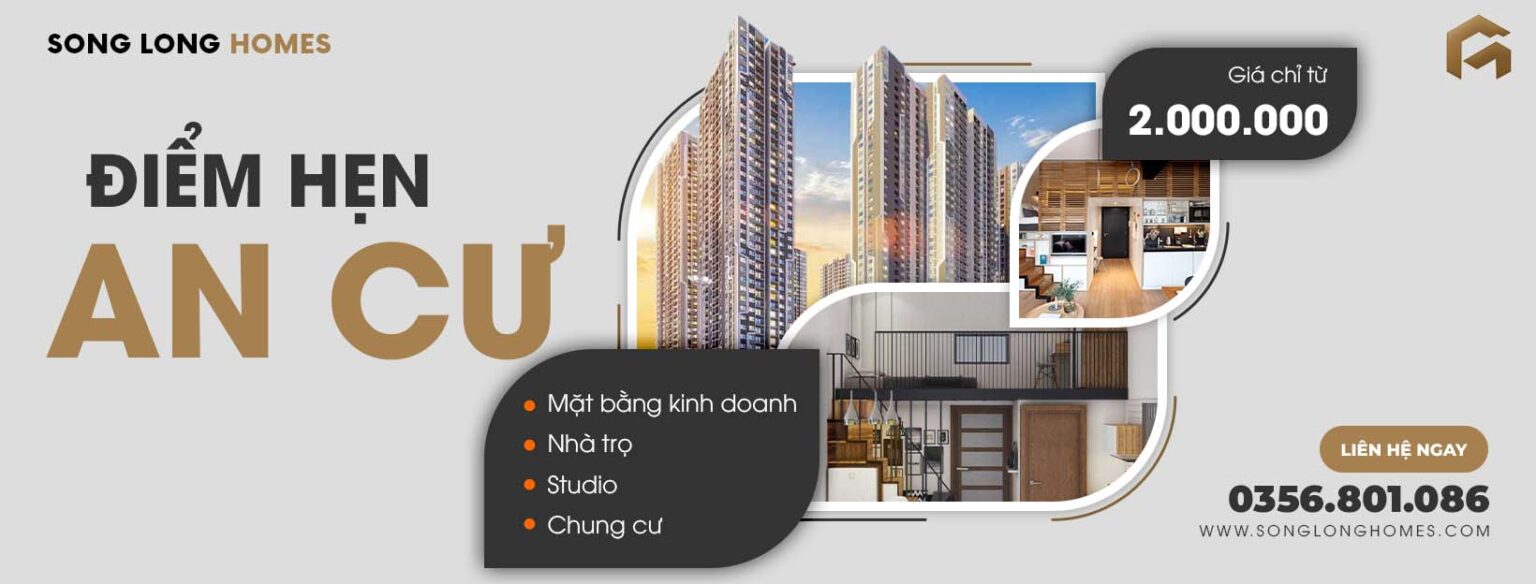 SONG LONG HOMES
ĐIỂM HẸN
AN CƯ
Giá chỉ từ
2.000.000
Mặt bằng kinh doanh
Nhà trọ
Studio
Chung cư
LIÊN HỆ NGAY
0356.801.086
WWW.SONGLONGHOMES.COM